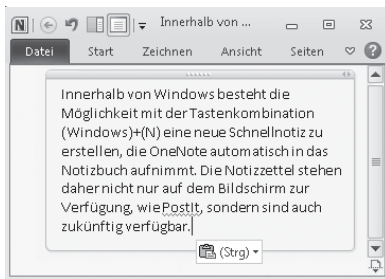 Innerhalb von ...
Datei Start Zeichnen Ansicht Seiten
Innerhalb von Windows besteht die
Möglichkeit mit der Tastenkombination
(Windows)+(N) eine neue Schnellnotiz zu
erstellen, die OneNote automatisch in das
Notizbuch aufnimmt. Die Notizzettel stehen
daher nicht nur auf dem Bildschirm zur
Verfügung, wie PostIt, sondern sind auch
zukünftig verfügbar.
(Strg)